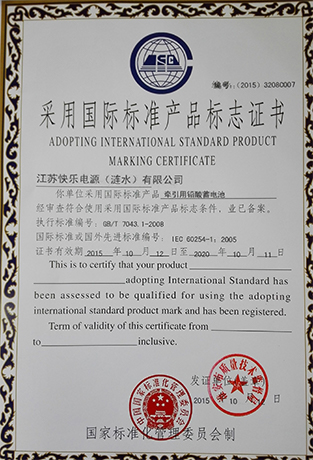 编号:(2015) 32080007
采用国际标准产品标志证书
ADOPTING INTERNATIONAL STANDARD PRODUCT
MARKING CERTIFICATE
江苏快乐电源（涟水）有限公司
你单位采用国际标准产品 牵引用铅酸蓄电池
经审查符合使用采用国际标准产品标志条件，业已备案。
执行标准编号: GB/T 7043.1-2008
国际标准或国外先进标准编号: IEC 60254-1: 2005
证书有效期 2015 年 10 月 12 日至 2020 年 10 月 11 日
This is to certify that your product
adopting International Standard has
been assessed to be qualified for using the adopting
international standard product mark and has been registered.
Term of validity of this certificate from
to inclusive.
发证单位
2015 10
国家标准化管理委员会制